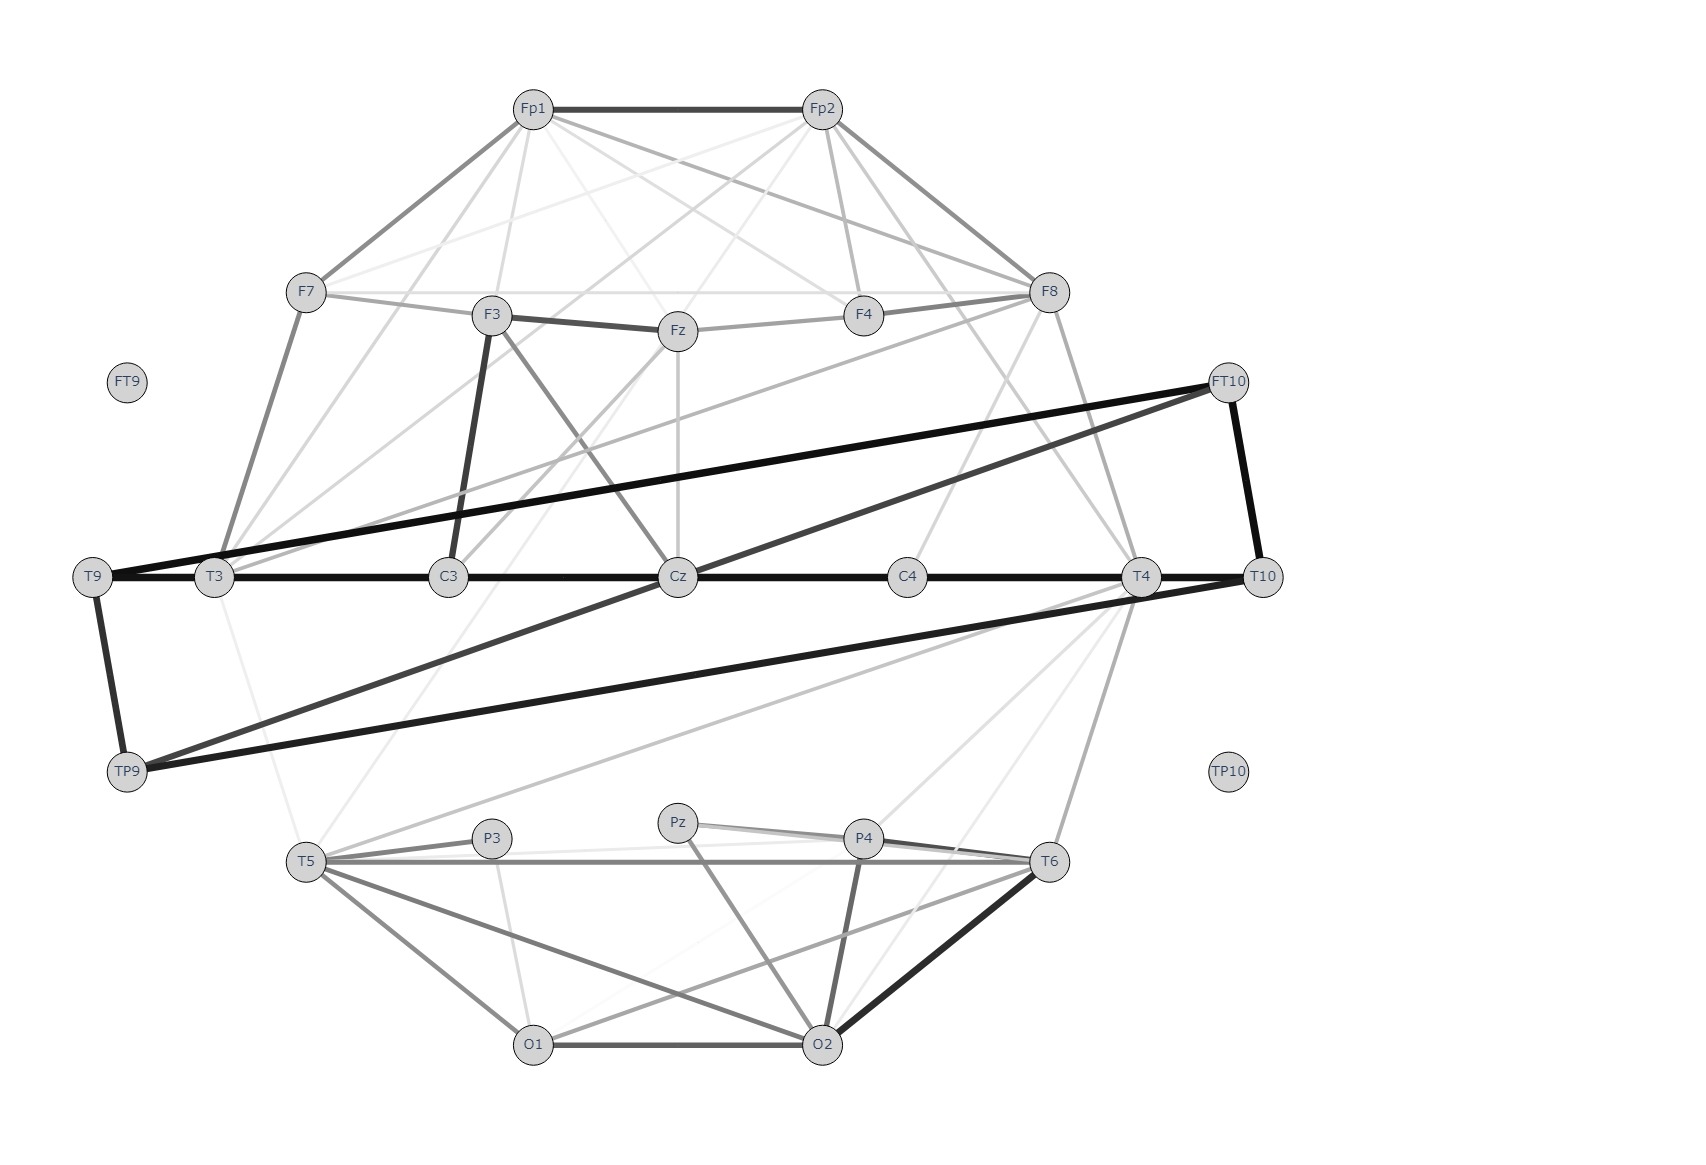 Fp1 Fp2
F7 F8
F3 Fz F4
FT9 FT10
T9 T3 C3 Cz C4 T4 T10
TP9 TP10
Pz
P3 P4
T5 T6
O1 O2